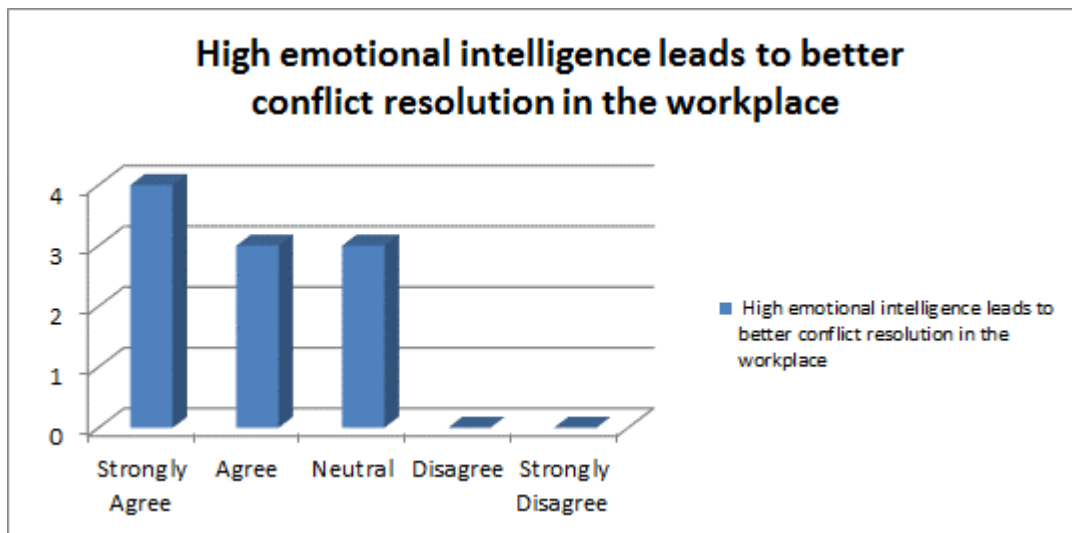 High emotional intelligence leads to better
conflict resolution in the workplace
4
3
2
1
0
Strongly Agree Neutral Disagree Strongly
Agree Disagree
High emotional intelligence leads to
better conflict resolution in the
workplace